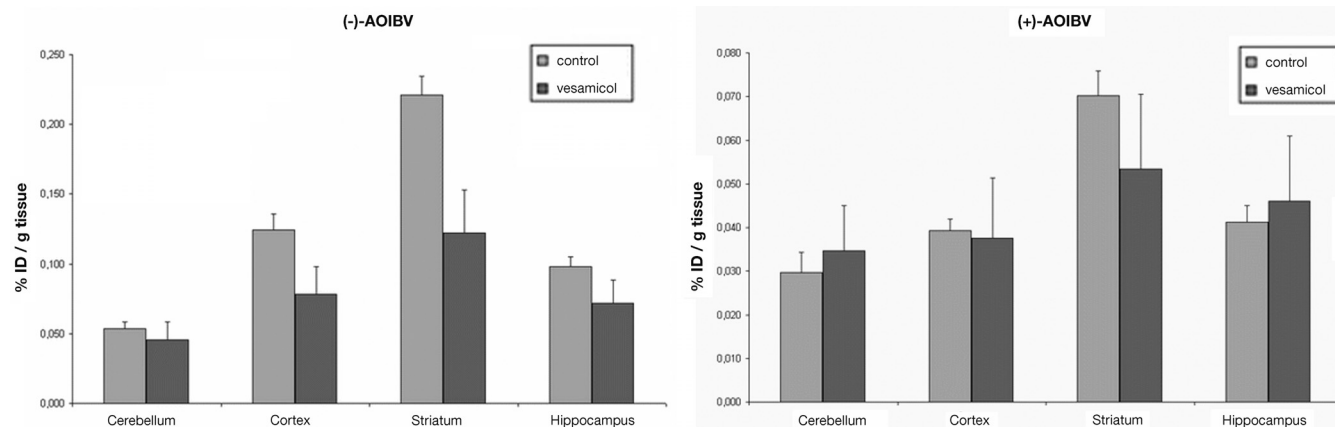 (-)-AOIBV
% ID / g tissue
0,250
0,200
0,150
0,100
0,050
0,000
control
vesamicol
Cerebellum
Cortex
Striatum
Hippocampus
(+)-AOIBV
% ID / g tissue
0,080
0,070
0,060
0,050
0,040
0,030
0,020
0,010
0,000
control
vesamicol
Cerebellum
Cortex
Striatum
Hippocampus